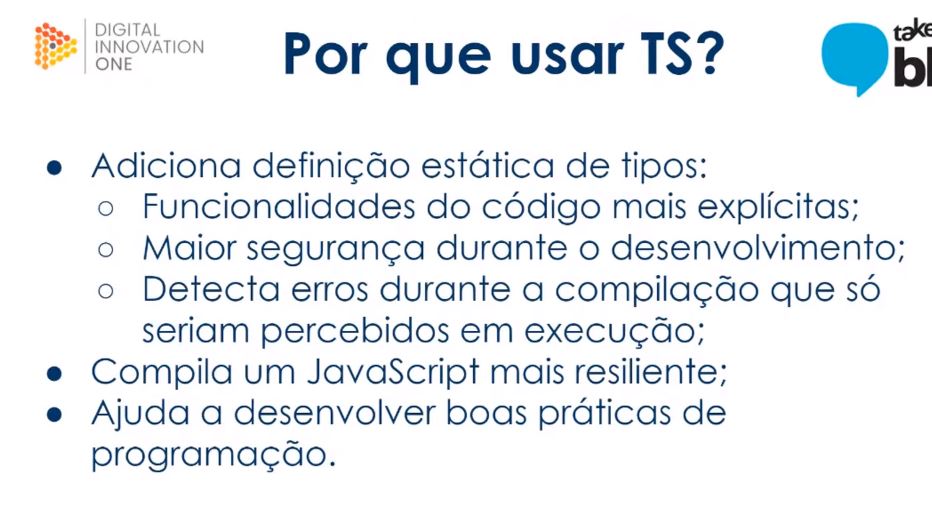 DIGITAL
INNOVATION
ONE
Por que usar TS?
● Adiciona definição estática de tipos:
○ Funcionalidades do código mais explícitas;
○ Maior segurança durante o desenvolvimento;
○ Detecta erros durante a compilação que só
seriam percebidos em execução;
● Compila um JavaScript mais resiliente;
● Ajuda a desenvolver boas práticas de
programação.